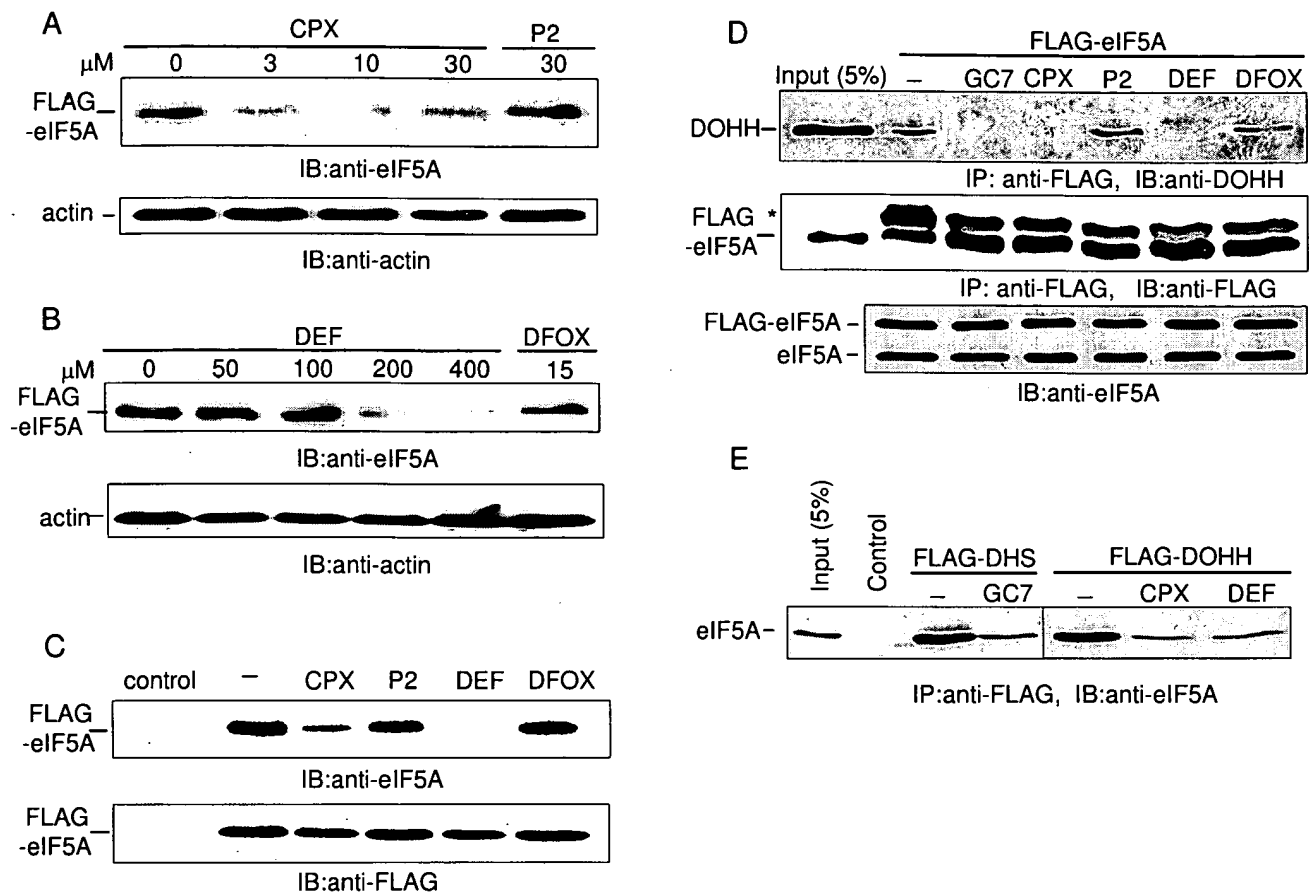 A
CPX P2
μM 0 3 10 30 30
FLAG
-eIF5A
IB:anti-eIF5A
actin
IB:anti-actin
B
DEF DFOX
μM 0 50 100 200 400 15
FLAG
-eIF5A
IB:anti-eIF5A
actin
IB:anti-actin
C
control – CPX P2 DEF DFOX
FLAG
-eIF5A
IB:anti-eIF5A
FLAG
-eIF5A
IB:anti-FLAG
D
FLAG-eIF5A
Input (5%) – GC7 CPX P2 DEF DFOX
DOHH
IP: anti-FLAG, IB:anti-DOHH
FLAG *
-eIF5A
IP: anti-FLAG, IB:anti-FLAG
FLAG-eIF5A
eIF5A
IB:anti-eIF5A
E
Input (5%)
Control
FLAG-DHS FLAG-DOHH
– GC7 – CPX DEF
eIF5A
IP:anti-FLAG, IB:anti-eIF5A